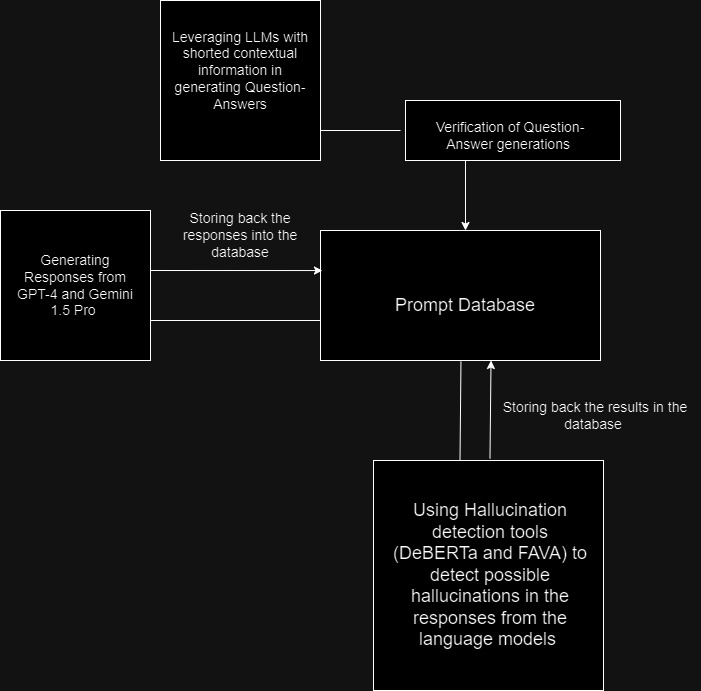 Leveraging LLMs with
shorted contextual
information in
generating Question-
Answers
Verification of Question-
Answer generations
Storing back the
responses into the
database
Generating
Responses from
GPT-4 and Gemini
1.5 Pro
Prompt Database
Storing back the results in the
database
Using Hallucination
detection tools
(DeBERTa and FAVA) to
detect possible
hallucinations in the
responses from the
language models